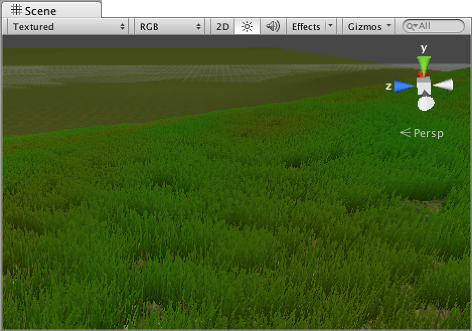 Scene
Textured RGB 2D Effects Gizmos All
y
z
Persp